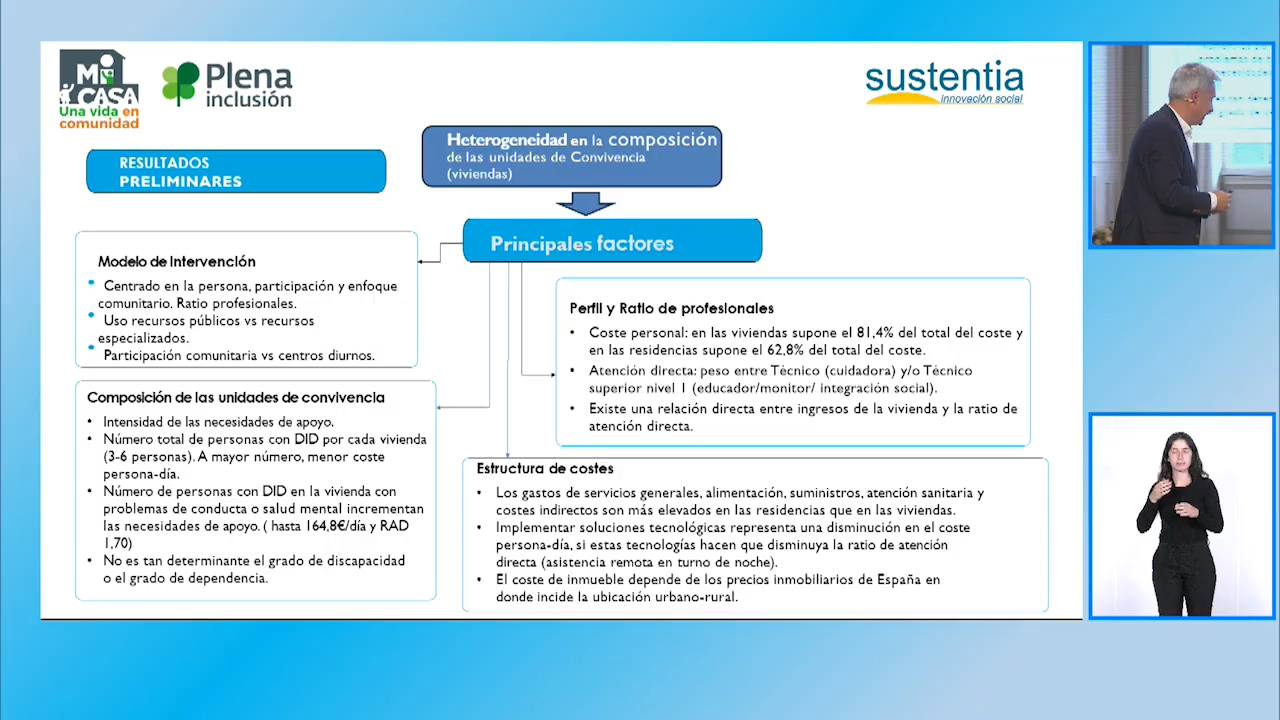 Mi
CASA
Una vida en
comunidad
Plena
inclusión
sustentia
innovación social
Heterogeneidad en la composición
de las unidades de Convivencia
(viviendas)
RESULTADOS
PRELIMINARES
Principales factores
Modelo de Intervención
• Centrado en la persona, participación y enfoque
comunitario. Ratio profesionales.
• Uso recursos públicos vs recursos
especializados.
• Participación comunitaria vs centros diurnos.
Composición de las unidades de convivencia
• Intensidad de las necesidades de apoyo.
• Número total de personas con DID por cada vivienda
(3-6 personas). A mayor número, menor coste
persona-día.
• Número de personas con DID en la vivienda con
problemas de conducta o salud mental incrementan
las necesidades de apoyo. ( hasta 164,8€/día y RAD
1,70)
• No es tan determinante el grado de discapacidad
o el grado de dependencia.
Perfil y Ratio de profesionales
• Coste personal: en las viviendas supone el 81,4% del total del coste y
en las residencias supone el 62,8% del total del coste.
• Atención directa: peso entre Técnico (cuidadora) y/o Técnico
superior nivel 1 (educador/monitor/ integración social).
• Existe una relación directa entre ingresos de la vivienda y la ratio de
atención directa.
Estructura de costes
• Los gastos de servicios generales, alimentación, suministros, atención sanitaria y
costes indirectos son más elevados en las residencias que en las viviendas.
• Implementar soluciones tecnológicas representa una disminución en el coste
persona-día, si estas tecnologías hacen que disminuya la ratio de atención
directa (asistencia remota en turno de noche).
• El coste de inmueble depende de los precios inmobiliarios de España en
donde incide la ubicación urbano-rural.